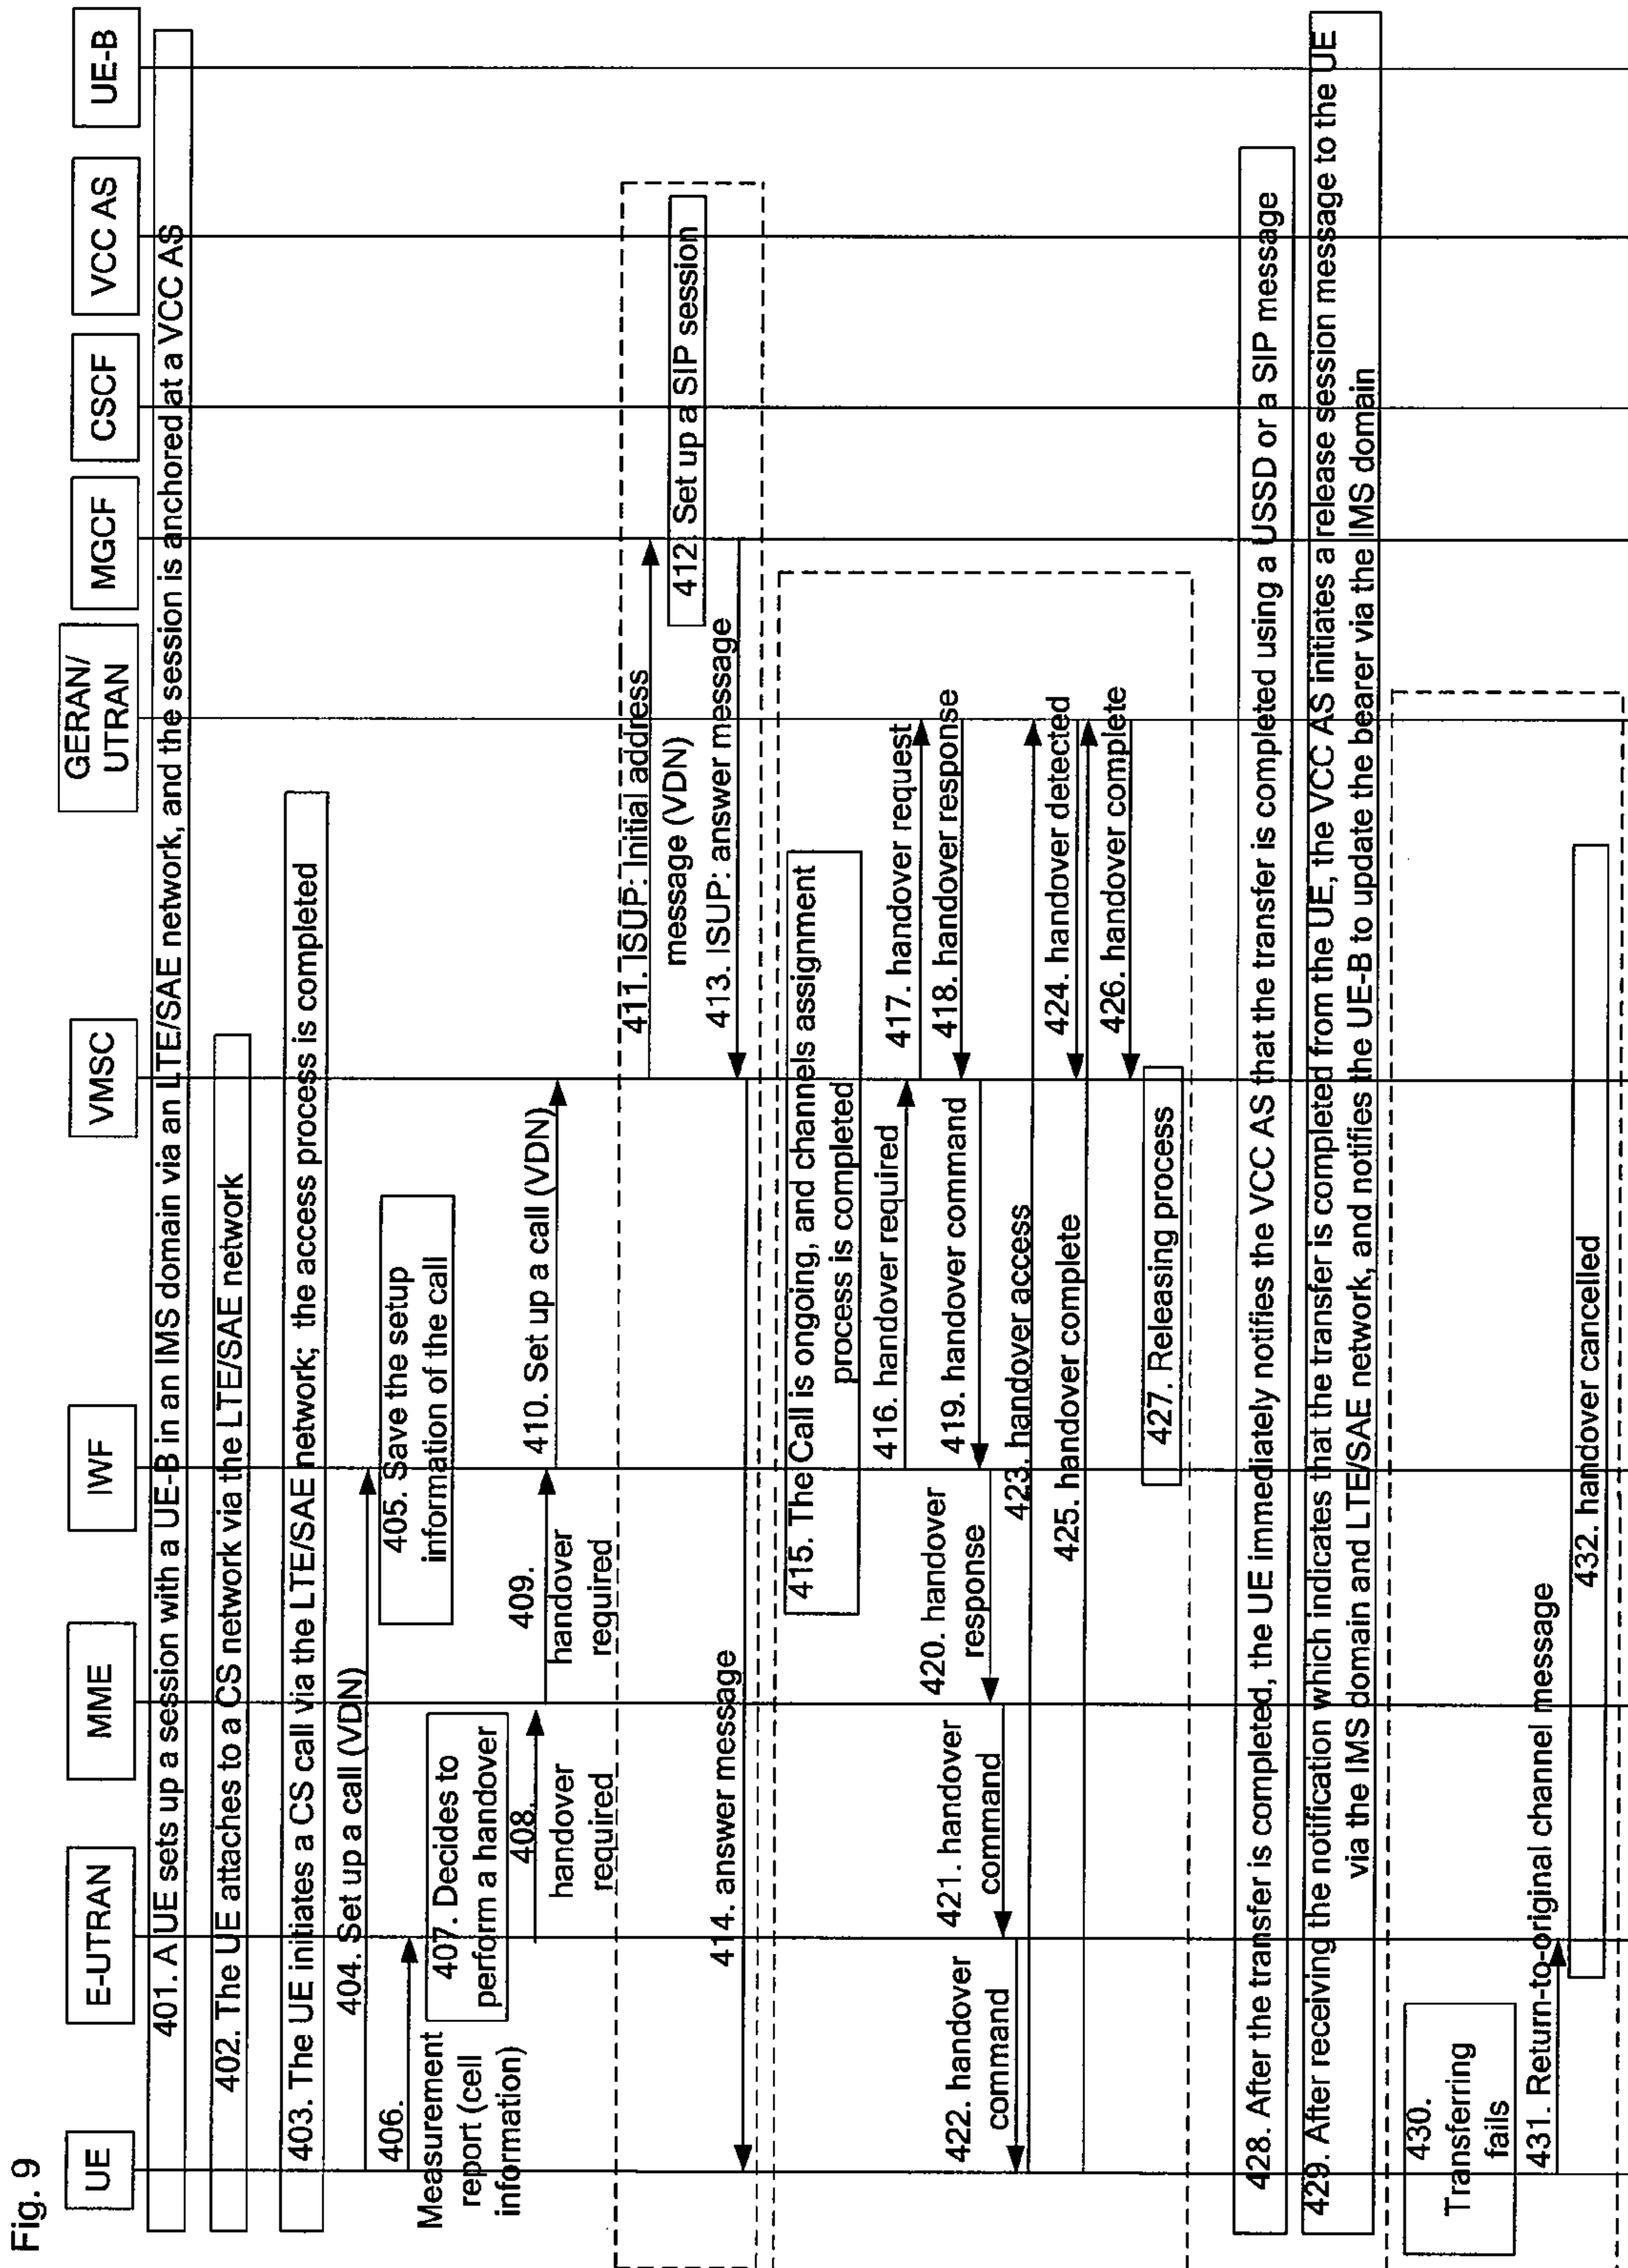 Fig. 9
UE
E-UTRAN
MME
IWF
VMSC
GERAN/
UTRAN
MGCF
CSCF
VCC AS
UE-B
401. A UE sets up a session with a UE-B in an IMS domain via an LTE/SAE network, and the session is anchored at a VCC AS
402. The UE attaches to a CS network via the LTE/SAE network
403. The UE initiates a CS call via the LTE/SAE network; the access process is completed
404. Set up a call (VDN)
405. Save the setup
information of the call
406.
Measurement
report (cell
information)
407. Decides to
perform a handover
408.
handover
required
409.
handover
required
410. Set up a call (VDN)
411. ISUP: Initial address
message (VDN)
412. Set up a SIP session
413. ISUP: answer message
414. answer message
415. The Call is ongoing, and channels assignment
process is completed
416. handover required
417. handover request
418. handover response
419. handover command
420. handover
response
421. handover
command
422. handover
command
423. handover access
424. handover detected
425. handover complete
426. handover complete
427. Releasing process
428. After the transfer is completed, the UE immediately notifies the VCC AS that the transfer is completed using a USSD or a SIP message
429. After receiving the notification which indicates that the transfer is completed from the UE, the VCC AS initiates a release session message to the UE
via the IMS domain and LTE/SAE network, and notifies the UE-B to update the bearer via the IMS domain
430.
Transferring
fails
431. Return-to-original channel message
432. handover cancelled